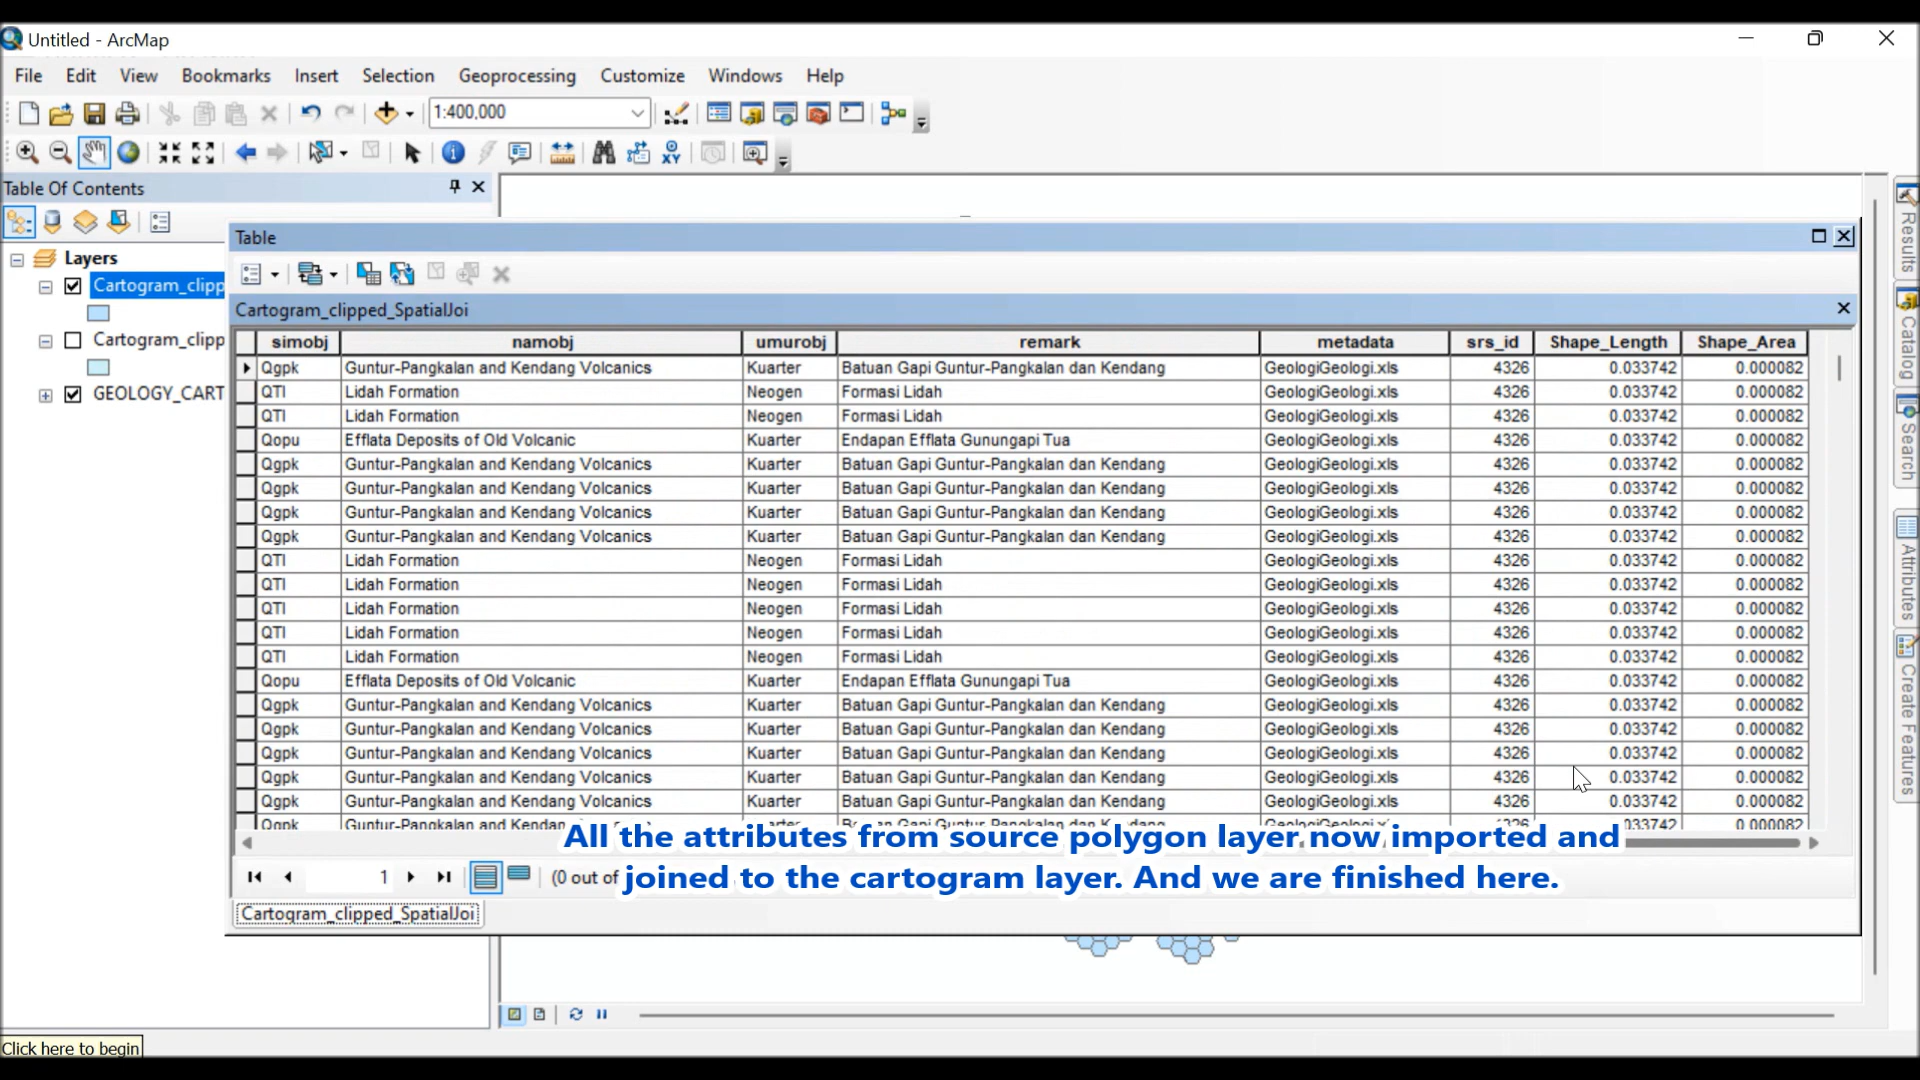 Untitled - ArcMap
File Edit View Bookmarks Insert Selection Geoprocessing Customize Windows Help
1:400,000
Table Of Contents
Layers
Cartogram_clipp
Cartogram_clipp
GEOLOGY_CART
Table
Cartogram_clipped_SpatialJoi
simobj namobj umurobj remark metadata srs_id Shape_Length Shape_Area
Qgpk Guntur-Pangkalan and Kendang Volcanics Kuarter Batuan Gapi Guntur-Pangkalan dan Kendang GeologiGeologi.xls 4326 0.033742 0.000082
QTl Lidah Formation Neogen Formasi Lidah GeologiGeologi.xls 4326 0.033742 0.000082
QTl Lidah Formation Neogen Formasi Lidah GeologiGeologi.xls 4326 0.033742 0.000082
Qopu Efflata Deposits of Old Volcanic Kuarter Endapan Efflata Gunungapi Tua GeologiGeologi.xls 4326 0.033742 0.000082
Qgpk Guntur-Pangkalan and Kendang Volcanics Kuarter Batuan Gapi Guntur-Pangkalan dan Kendang GeologiGeologi.xls 4326 0.033742 0.000082
Qgpk Guntur-Pangkalan and Kendang Volcanics Kuarter Batuan Gapi Guntur-Pangkalan dan Kendang GeologiGeologi.xls 4326 0.033742 0.000082
Qgpk Guntur-Pangkalan and Kendang Volcanics Kuarter Batuan Gapi Guntur-Pangkalan dan Kendang GeologiGeologi.xls 4326 0.033742 0.000082
Qgpk Guntur-Pangkalan and Kendang Volcanics Kuarter Batuan Gapi Guntur-Pangkalan dan Kendang GeologiGeologi.xls 4326 0.033742 0.000082
QTl Lidah Formation Neogen Formasi Lidah GeologiGeologi.xls 4326 0.033742 0.000082
QTl Lidah Formation Neogen Formasi Lidah GeologiGeologi.xls 4326 0.033742 0.000082
QTl Lidah Formation Neogen Formasi Lidah GeologiGeologi.xls 4326 0.033742 0.000082
QTl Lidah Formation Neogen Formasi Lidah GeologiGeologi.xls 4326 0.033742 0.000082
QTl Lidah Formation Neogen Formasi Lidah GeologiGeologi.xls 4326 0.033742 0.000082
Qopu Efflata Deposits of Old Volcanic Kuarter Endapan Efflata Gunungapi Tua GeologiGeologi.xls 4326 0.033742 0.000082
Qgpk Guntur-Pangkalan and Kendang Volcanics Kuarter Batuan Gapi Guntur-Pangkalan dan Kendang GeologiGeologi.xls 4326 0.033742 0.000082
Qgpk Guntur-Pangkalan and Kendang Volcanics Kuarter Batuan Gapi Guntur-Pangkalan dan Kendang GeologiGeologi.xls 4326 0.033742 0.000082
Qgpk Guntur-Pangkalan and Kendang Volcanics Kuarter Batuan Gapi Guntur-Pangkalan dan Kendang GeologiGeologi.xls 4326 0.033742 0.000082
Qgpk Guntur-Pangkalan and Kendang Volcanics Kuarter Batuan Gapi Guntur-Pangkalan dan Kendang GeologiGeologi.xls 4326 0.033742 0.000082
Qgpk Guntur-Pangkalan and Kendang Volcanics Kuarter Batuan Gapi Guntur-Pangkalan dan Kendang GeologiGeologi.xls 4326 0.033742 0.000082
All the attributes from source polygon layer now imported and
joined to the cartogram layer. And we are finished here.
1 (0 out of
Cartogram_clipped_SpatialJoi
Click here to begin
Results
Catalog
Search
Attributes
Create Features